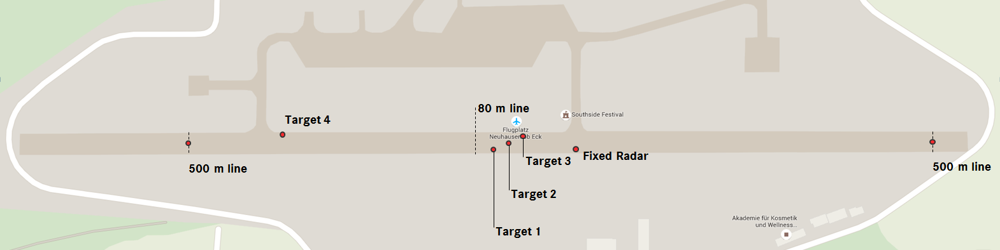 80 m line
Target 4
Southside Festival
Flugplatz
Neuhausen ob Eck
Target 3
Fixed Radar
500 m line
500 m line
Target 2
Target 1
Akademie für Kosmetik
und Wellness...